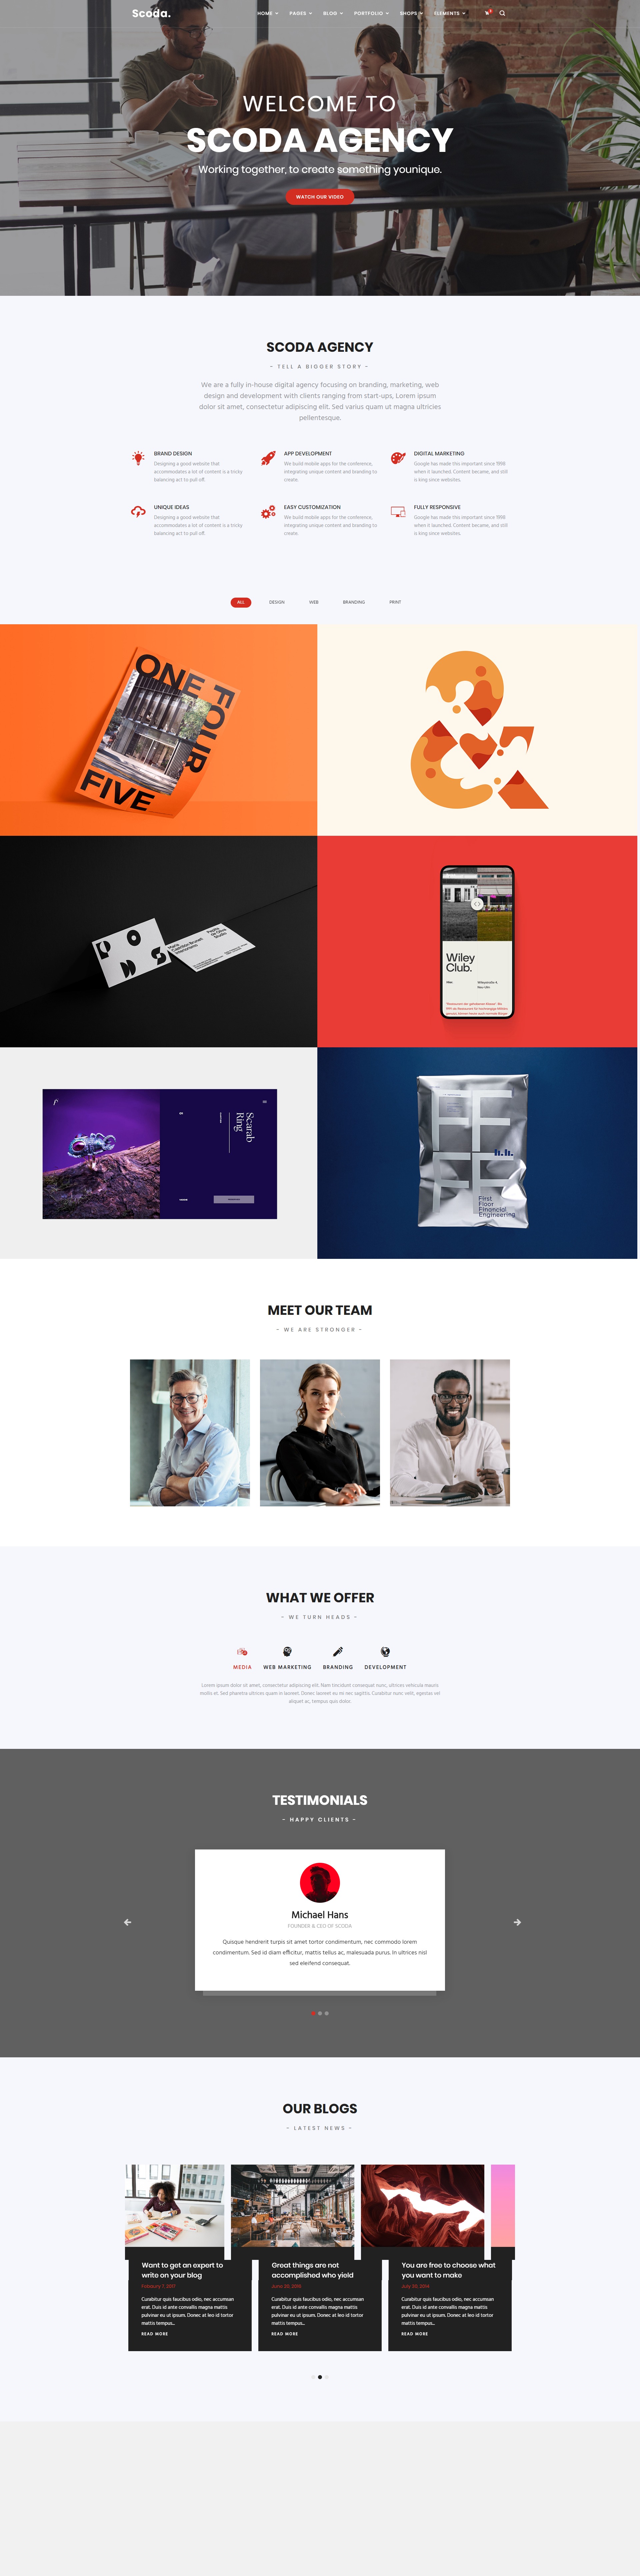 Scoda.
HOME PAGES BLOG PORTFOLIO SHOPS ELEMENTS
WELCOME TO
SCODA AGENCY
Working together, to create something younique.
WATCH OUR VIDEO
SCODA AGENCY
- TELL A BIGGER STORY -
We are a fully in-house digital agency focusing on branding, marketing, web
design and development with clients ranging from start-ups, Lorem ipsum
dolor sit amet, consectetur adipiscing elit. Sed varius quam ut magna ultricies
pellentesque.
BRAND DESIGN
Designing a good website that
accommodates a lot of content is a tricky
balancing act to pull off.
APP DEVELOPMENT
We build mobile apps for the conference,
integrating unique content and branding to
create.
DIGITAL MARKETING
Google has made this important since 1998
when it launched. Content became, and still
is king since websites.
UNIQUE IDEAS
Designing a good website that
accommodates a lot of content is a tricky
balancing act to pull off.
EASY CUSTOMIZATION
We build mobile apps for the conference,
integrating unique content and branding to
create.
FULLY RESPONSIVE
Google has made this important since 1998
when it launched. Content became, and still
is king since websites.
ALL DESIGN WEB BRANDING PRINT
ONE FOUR
FIVE
&
Wiley
Club.
Scarab
Ring
First
Floor
Financial
Engineering
MEET OUR TEAM
- WE ARE STRONGER -
WHAT WE OFFER
- WE TURN HEADS -
MEDIA WEB MARKETING BRANDING DEVELOPMENT
Lorem ipsum dolor sit amet, consectetur adipiscing elit. Nam tincidunt consequat nunc, ultrices vehicula mauris
mollis et. Sed pharetra ultrices quam in laoreet. Donec laoreet eu mi nec sagittis. Curabitur nunc velit, egestas vel
aliquet ac, tempus quis dolor.
TESTIMONIALS
- HAPPY CLIENTS -
Michael Hans
FOUNDER & CEO OF SCODA
Quisque hendrerit turpis sit amet tortor condimentum, nec commodo lorem
condimentum. Sed id diam efficitur, mattis tellus ac, malesuada purus. In ultrices nisl
sed eleifend consequat.
OUR BLOGS
- LATEST NEWS -
Want to get an expert to
write on your blog
Curabitur quis faucibus odio, nec accumsan
erat. Duis id ante convallis magna mattis
pulvinar eu ut ipsum. Donec at leo id tortor
mattis tempus...
READ MORE
Great things are not
accomplished who yield
Curabitur quis faucibus odio, nec accumsan
erat. Duis id ante convallis magna mattis
pulvinar eu ut ipsum. Donec at leo id tortor
mattis tempus...
READ MORE
You are free to choose what
you want to make
Curabitur quis faucibus odio, nec accumsan
erat. Duis id ante convallis magna mattis
pulvinar eu ut ipsum. Donec at leo id tortor
mattis tempus...
READ MORE